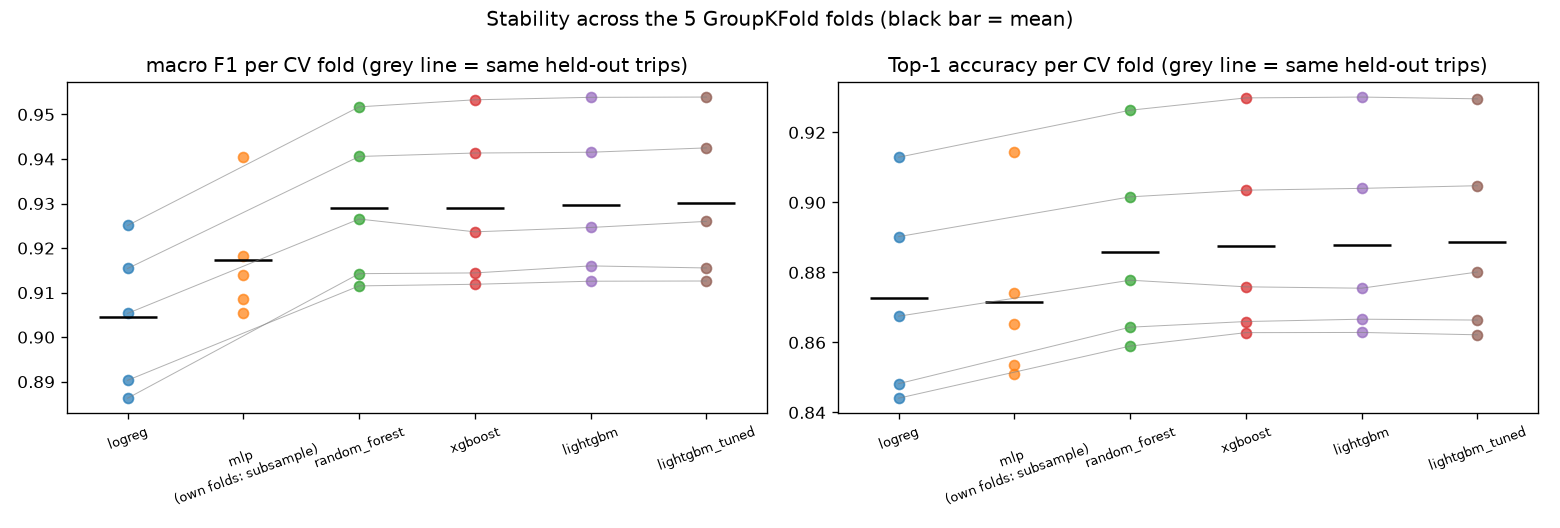 Stability across the 5 GroupKFold folds (black bar = mean)
macro F1 per CV fold (grey line = same held-out trips)
0.95
0.94
0.93
0.92
0.91
0.90
0.89
logreg
mlp
(own folds: subsample)
random_forest
xgboost
lightgbm
lightgbm_tuned
Top-1 accuracy per CV fold (grey line = same held-out trips)
0.92
0.90
0.88
0.86
0.84
logreg
mlp
(own folds: subsample)
random_forest
xgboost
lightgbm
lightgbm_tuned